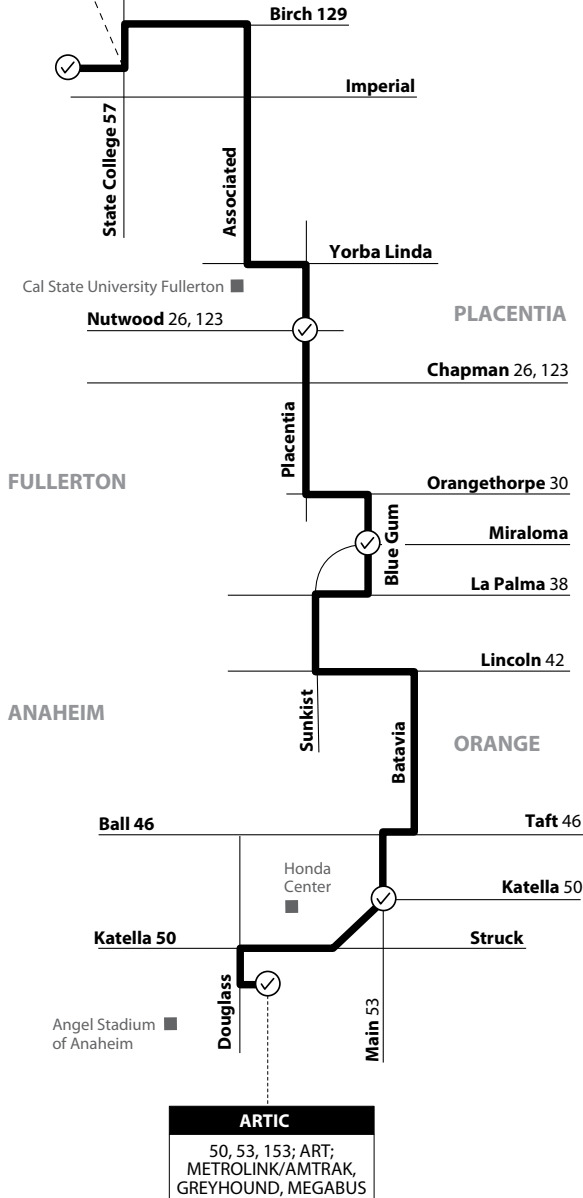 Birch 129
Imperial
State College 57
Associated
Yorba Linda
Cal State University Fullerton
PLACENTIA
Nutwood 26, 123
Chapman 26, 123
Placentia
FULLERTON
Orangethorpe 30
Blue Gum
Miraloma
La Palma 38
Lincoln 42
Sunkist
ANAHEIM
Batavia
ORANGE
Ball 46
Taft 46
Honda
Center
Katella 50
Katella 50
Struck
Douglass
Main 53
Angel Stadium
of Anaheim
ARTIC
50, 53, 153; ART;
METROLINK/AMTRAK,
GREYHOUND, MEGABUS